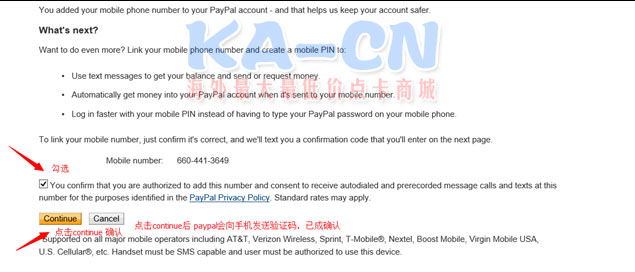 You added your mobile phone number to your PayPal account - and that helps us keep your account safer.
KA-CN
What's next?
Want to do even more? Link your mobile phone number and create a mobile PIN to:
• Use text messages to get your balance and send or request money.
海外最大最低价点卡商城
• Automatically get money into your PayPal account when it's sent to your mobile number.
• Log in faster with your mobile PIN instead of having to type your PayPal password on your mobile phone.
To link your mobile number, just confirm it's correct, and we'll text you a confirmation code that you'll enter on the next page.
Mobile number: 660-441-3649
勾选
You confirm that you are authorized to add this number and consent to receive autodialed and prerecorded message calls and texts at this
number for the purposes identified in the PayPal Privacy Policy. Standard rates may apply.
Continue Cancel 点击continue后 paypal会向手机发送验证码，已成确认
点击continue 确认
*Supported on all major mobile operators including AT&T, Verizon Wireless, Sprint, T-Mobile®, Nextel, Boost Mobile, Virgin Mobile USA,
U.S. Cellular®, etc. Handset must be SMS capable and user must be authorized to use this device.